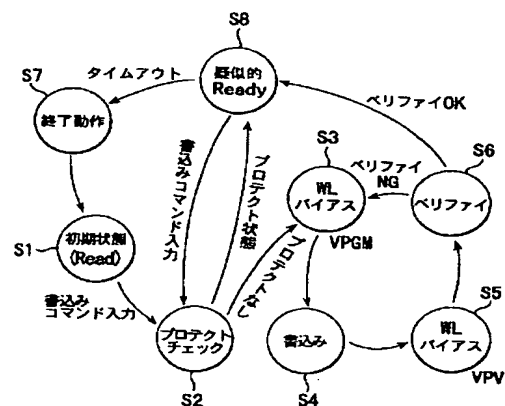 S8
疑似的
Ready
S7
タイムアウト
終了動作
ベリファイOK
S3
ベリファイ
NG
S6
WL
バイアス
VPGM
ベリファイ
書込みコマンド入力
プロテクト状態
プロテクトなし
S1
初期状態
(Read)
書込み
コマンド入力
プロテクト
チェック
S2
書込み
S4
S5
WL
バイアス
VPV